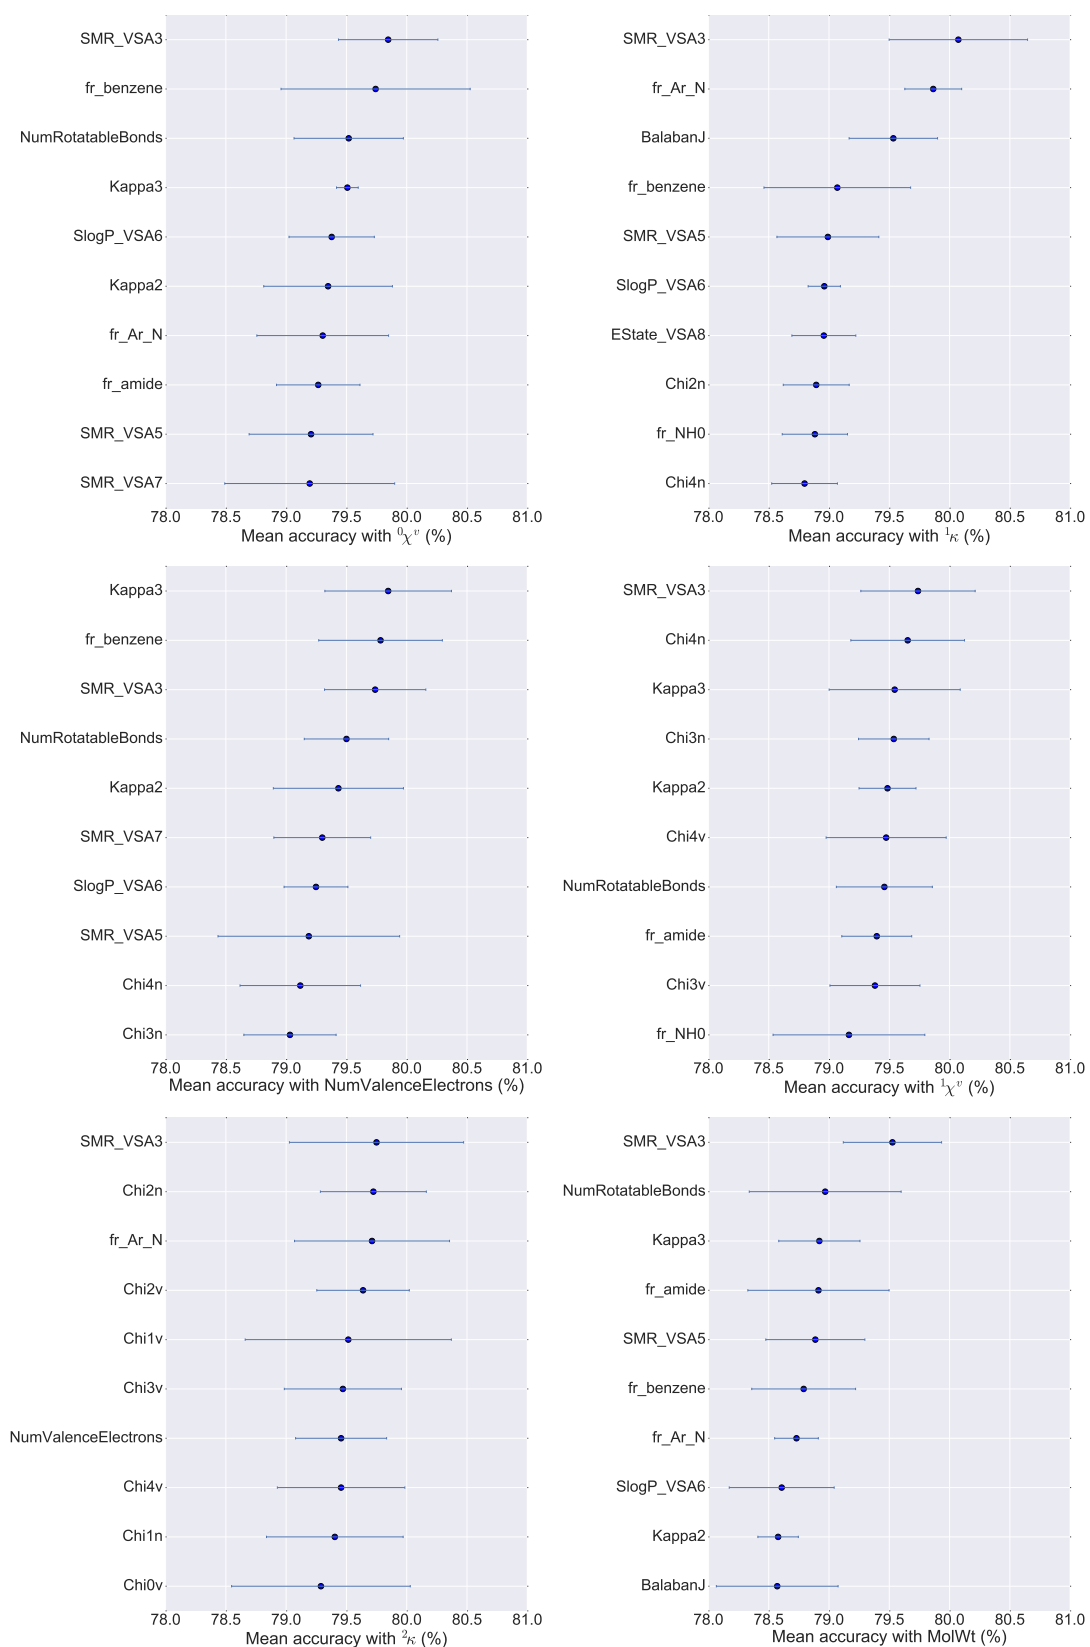 SMR_VSA3
fr_benzene
NumRotatableBonds
Kappa3
SlogP_VSA6
Kappa2
fr_Ar_N
fr_amide
SMR_VSA5
SMR_VSA7
78.0 78.5 79.0 79.5 80.0 80.5 81.0
Mean accuracy with ⁰χᵛ (%)
SMR_VSA3
fr_Ar_N
BalabanJ
fr_benzene
SMR_VSA5
SlogP_VSA6
EState_VSA8
Chi2n
fr_NH0
Chi4n
78.0 78.5 79.0 79.5 80.0 80.5 81.0
Mean accuracy with ¹κ (%)
Kappa3
fr_benzene
SMR_VSA3
NumRotatableBonds
Kappa2
SMR_VSA7
SlogP_VSA6
SMR_VSA5
Chi4n
Chi3n
78.0 78.5 79.0 79.5 80.0 80.5 81.0
Mean accuracy with NumValenceElectrons (%)
SMR_VSA3
Chi4n
Kappa3
Chi3n
Kappa2
Chi4v
NumRotatableBonds
fr_amide
Chi3v
fr_NH0
78.0 78.5 79.0 79.5 80.0 80.5 81.0
Mean accuracy with ¹χᵛ (%)
SMR_VSA3
Chi2n
fr_Ar_N
Chi2v
Chi1v
Chi3v
NumValenceElectrons
Chi4v
Chi1n
Chi0v
78.0 78.5 79.0 79.5 80.0 80.5 81.0
Mean accuracy with ²κ (%)
SMR_VSA3
NumRotatableBonds
Kappa3
fr_amide
SMR_VSA5
fr_benzene
fr_Ar_N
SlogP_VSA6
Kappa2
BalabanJ
78.0 78.5 79.0 79.5 80.0 80.5 81.0
Mean accuracy with MolWt (%)